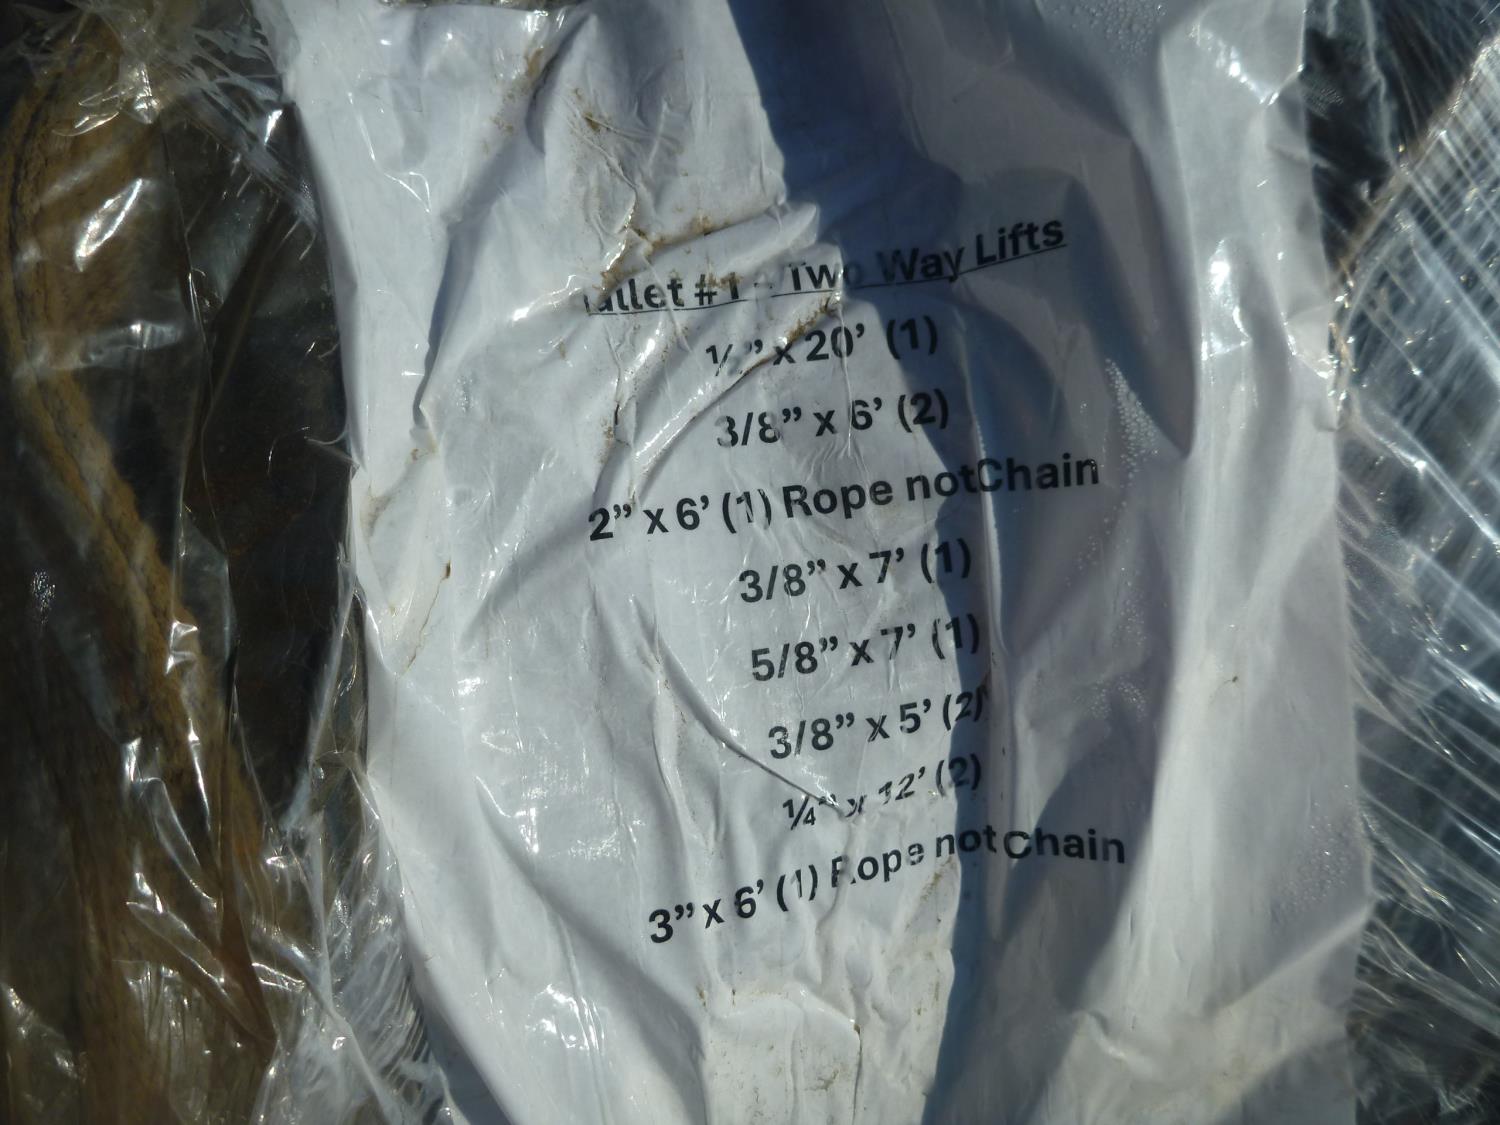 Pallet #1 - Two Way Lifts
½” x 20’ (1)
3/8” x 6’ (2)
2” x 6’ (1) Rope notChain
3/8” x 7’ (1)
5/8” x 7’ (1)
3/8” x 5’ (2)
¼” x 12’ (2)
3” x 6’ (1) Rope not Chain